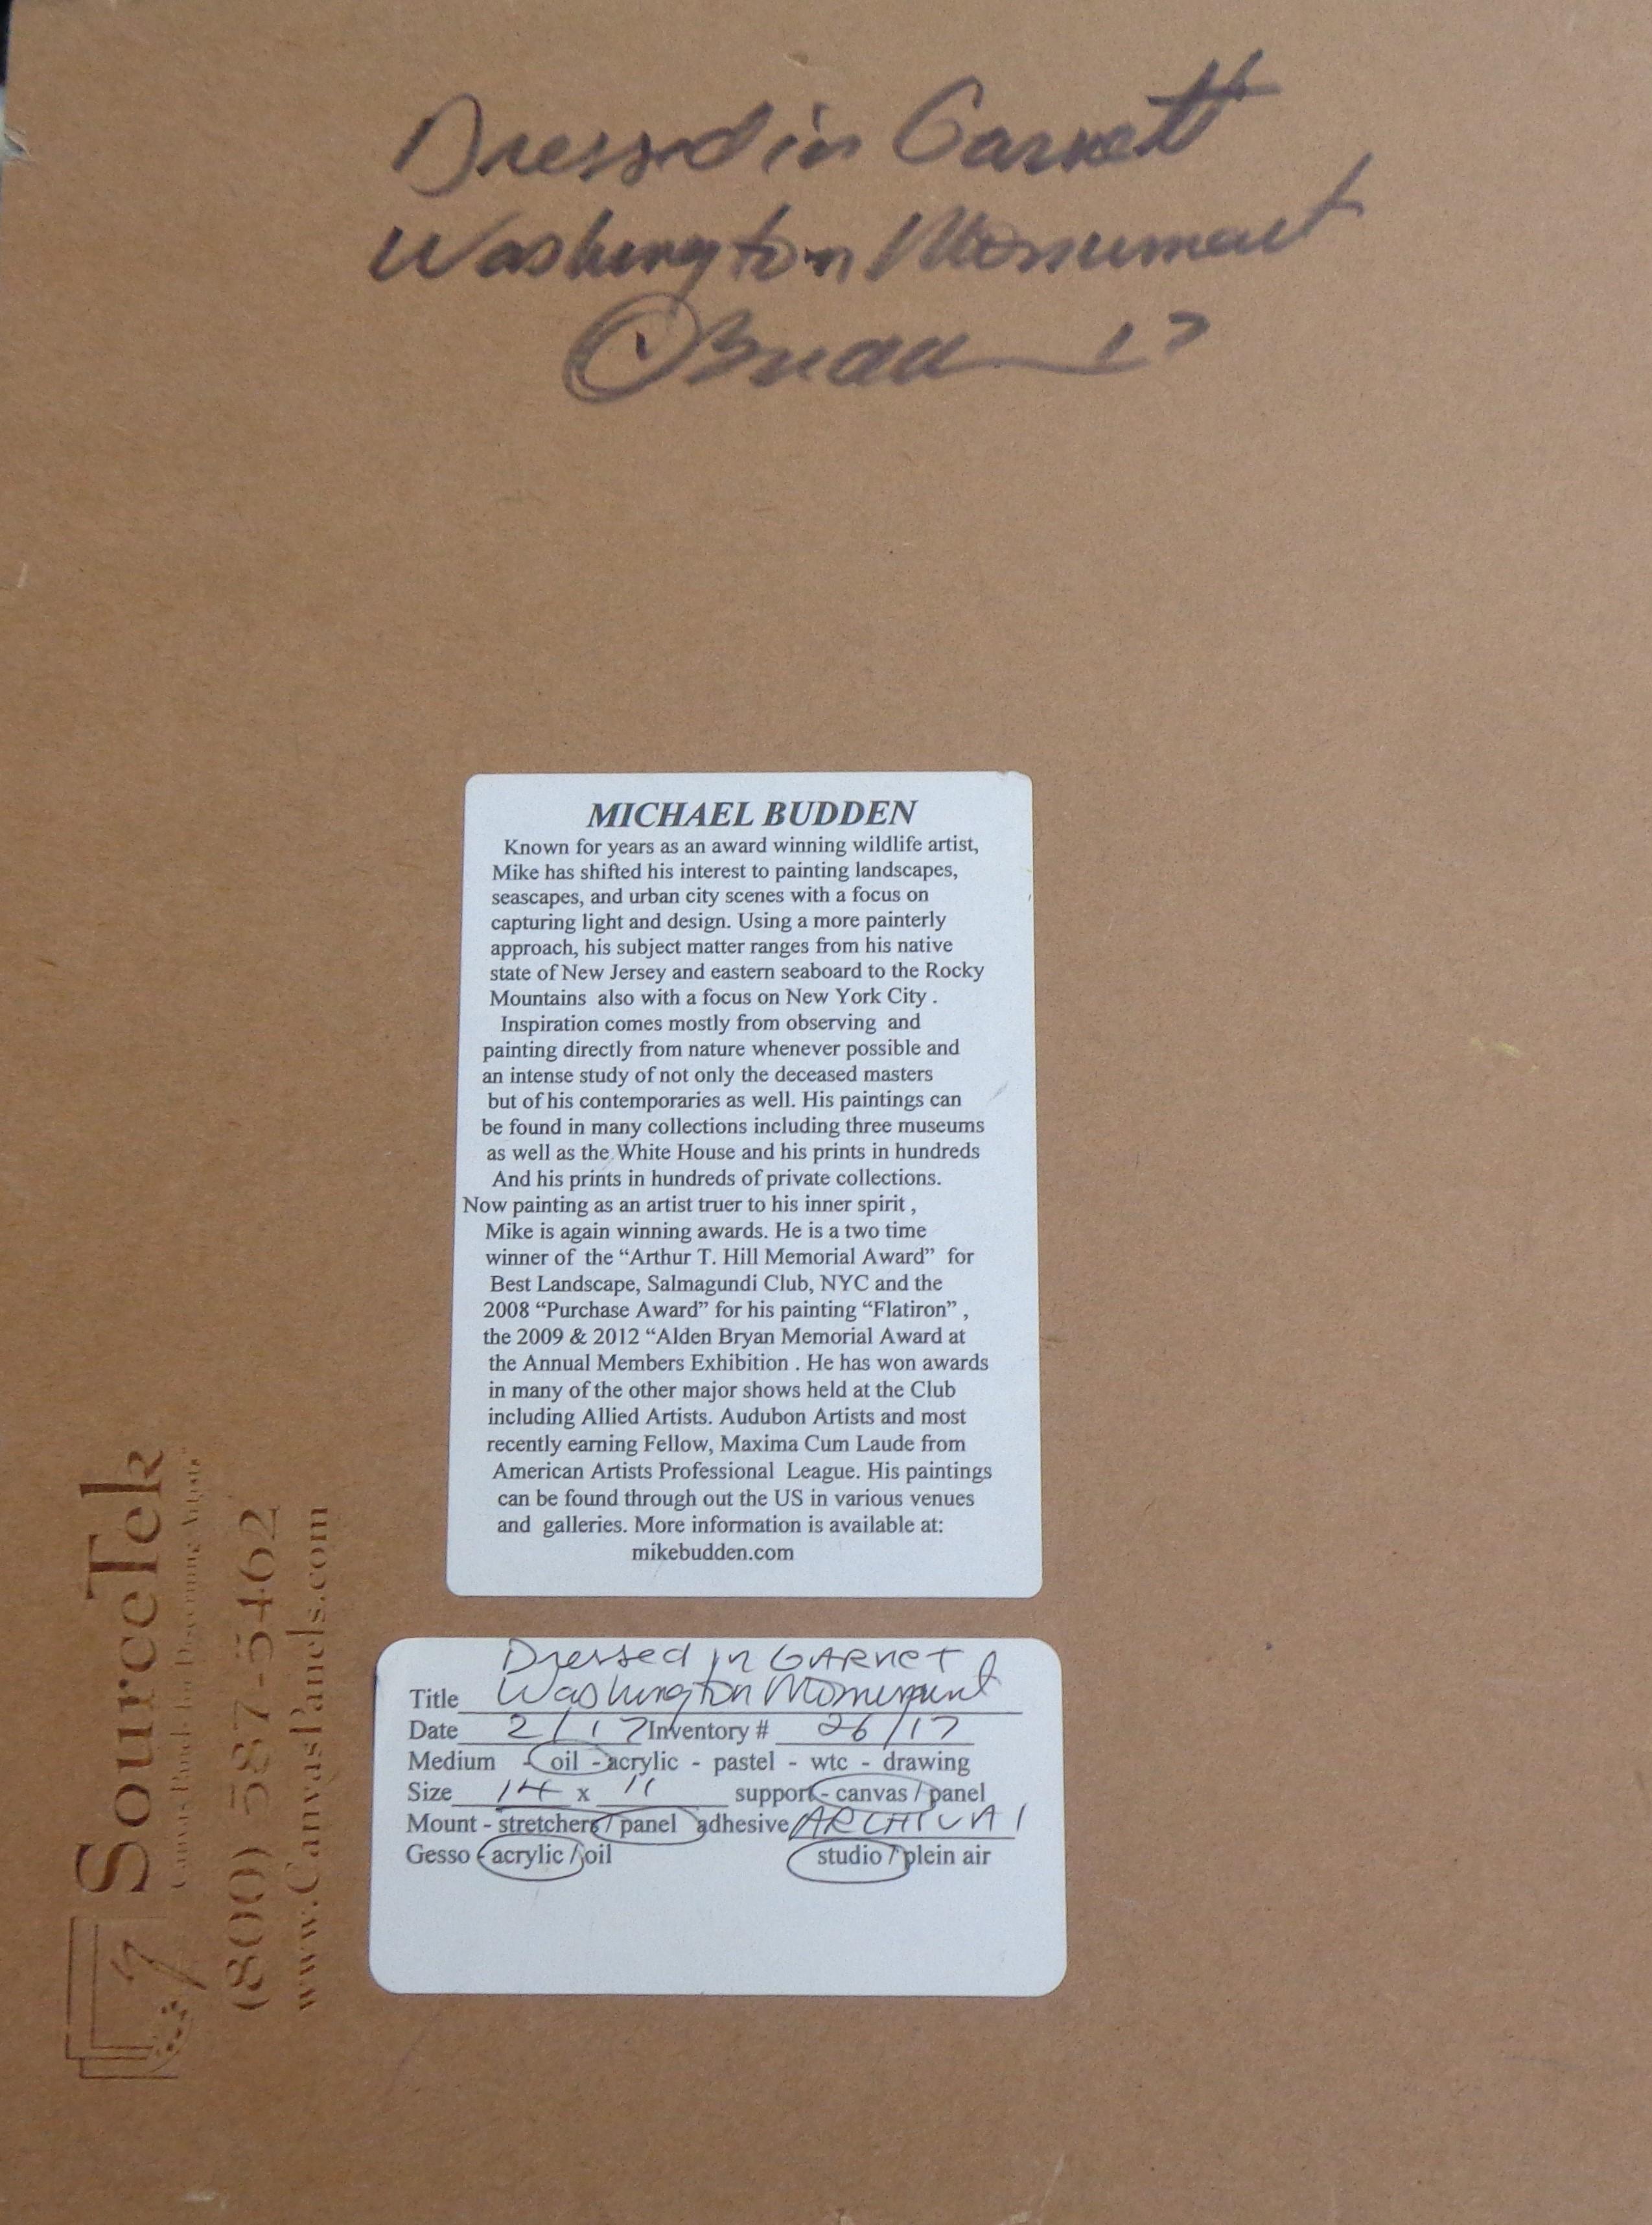 Dressed in Garnett
Washington Monument
© Budden 17
MICHAEL BUDDEN
Known for years as an award winning wildlife artist,
Mike has shifted his interest to painting landscapes,
seascapes, and urban city scenes with a focus on
capturing light and design. Using a more painterly
approach, his subject matter ranges from his native
state of New Jersey and eastern seaboard to the Rocky
Mountains also with a focus on New York City .
Inspiration comes mostly from observing and
painting directly from nature whenever possible and
an intense study of not only the deceased masters
but of his contemporaries as well. His paintings can
be found in many collections including three museums
as well as the White House and his prints in hundreds
And his prints in hundreds of private collections.
Now painting as an artist truer to his inner spirit ,
Mike is again winning awards. He is a two time
winner of the “Arthur T. Hill Memorial Award” for
Best Landscape, Salmagundi Club, NYC and the
2008 “Purchase Award” for his painting “Flatiron” ,
the 2009 & 2012 “Alden Bryan Memorial Award at
the Annual Members Exhibition . He has won awards
in many of the other major shows held at the Club
including Allied Artists. Audubon Artists and most
recently earning Fellow, Maxima Cum Laude from
American Artists Professional League. His paintings
can be found through out the US in various venues
and galleries. More information is available at:
mikebudden.com
Dressed in GARNET
Title Washington Monument
Date 2/17 Inventory # 26/17
Medium - oil - acrylic - pastel - wtc - drawing
Size 14 x 11 support - canvas / panel
Mount - stretchers / panel adhesive ARCHIVAl
Gesso - acrylic / oil studio / plein air
SourceTek
Canvas Panels for Discerning Artists
(800) 587-5462
www.CanvasPanels.com